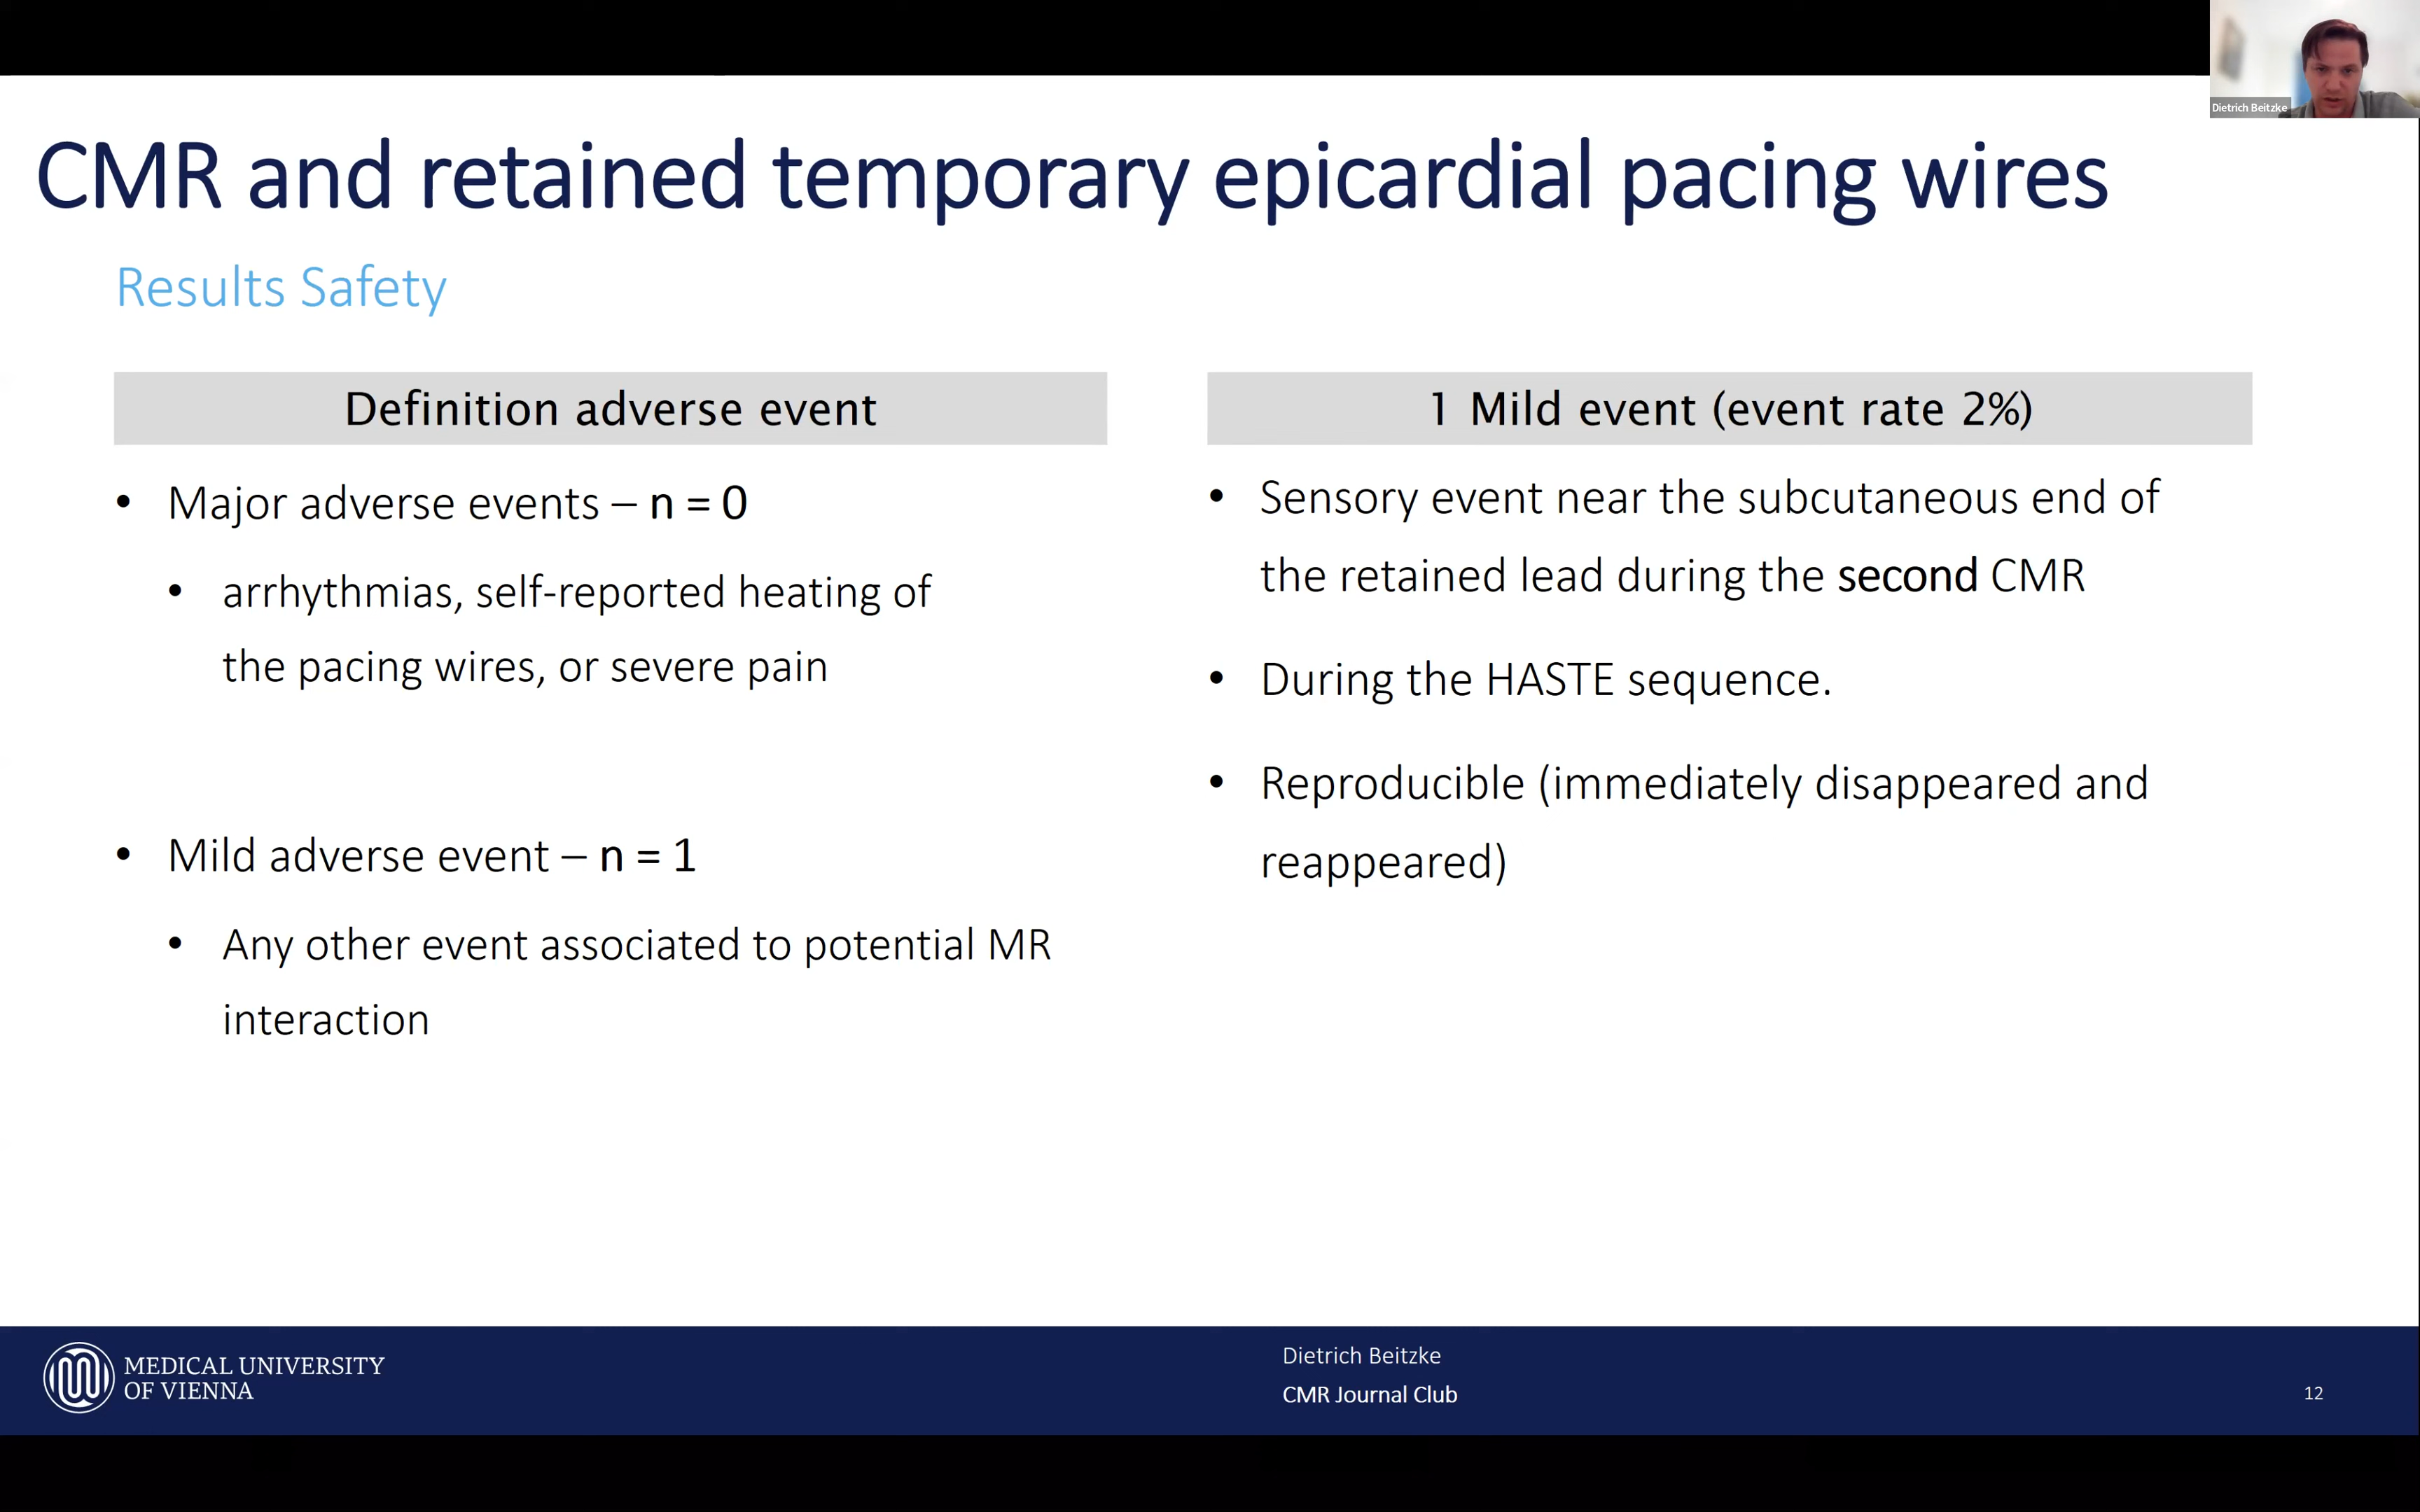 Dietrich Beitzke
CMR and retained temporary epicardial pacing wires
Results Safety
Definition adverse event
• Major adverse events – n = 0
• arrhythmias, self-reported heating of
the pacing wires, or severe pain
• Mild adverse event – n = 1
• Any other event associated to potential MR
interaction
1 Mild event (event rate 2%)
• Sensory event near the subcutaneous end of
the retained lead during the second CMR
• During the HASTE sequence.
• Reproducible (immediately disappeared and
reappeared)
MEDICAL UNIVERSITY
OF VIENNA
Dietrich Beitzke
CMR Journal Club
12